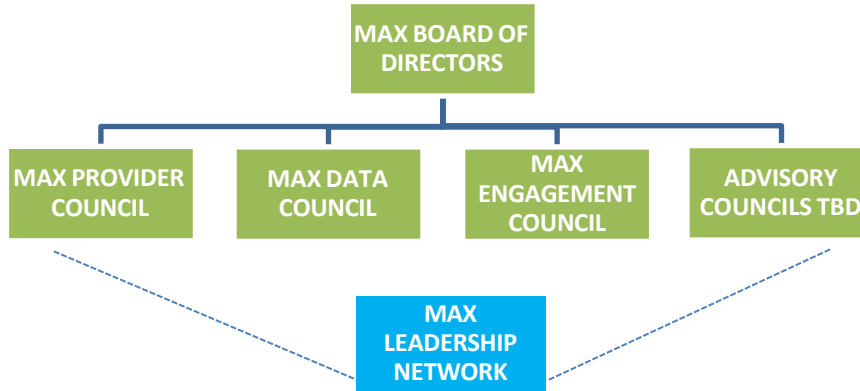 MAX BOARD OF
DIRECTORS
MAX PROVIDER
COUNCIL
MAX DATA
COUNCIL
MAX
ENGAGEMENT
COUNCIL
ADVISORY
COUNCILS TBD
MAX
LEADERSHIP
NETWORK